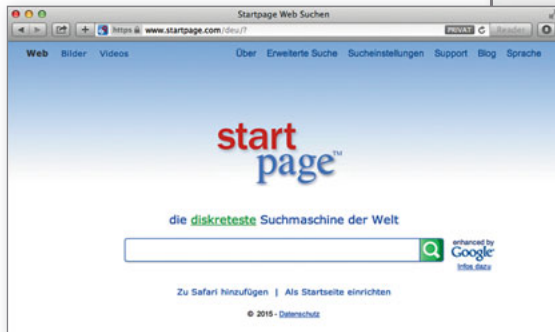 Startpage Web Suchen
https www.startpage.com/deu/? PRIVAT Reader
Web Bilder Videos Über Erweiterte Suche Sucheinstellungen Support Blog Sprache
start
page™
die diskreteste Suchmaschine der Welt
enhanced by
Google
Infos dazu
Zu Safari hinzufügen | Als Startseite einrichten
© 2015 - Datenschutz